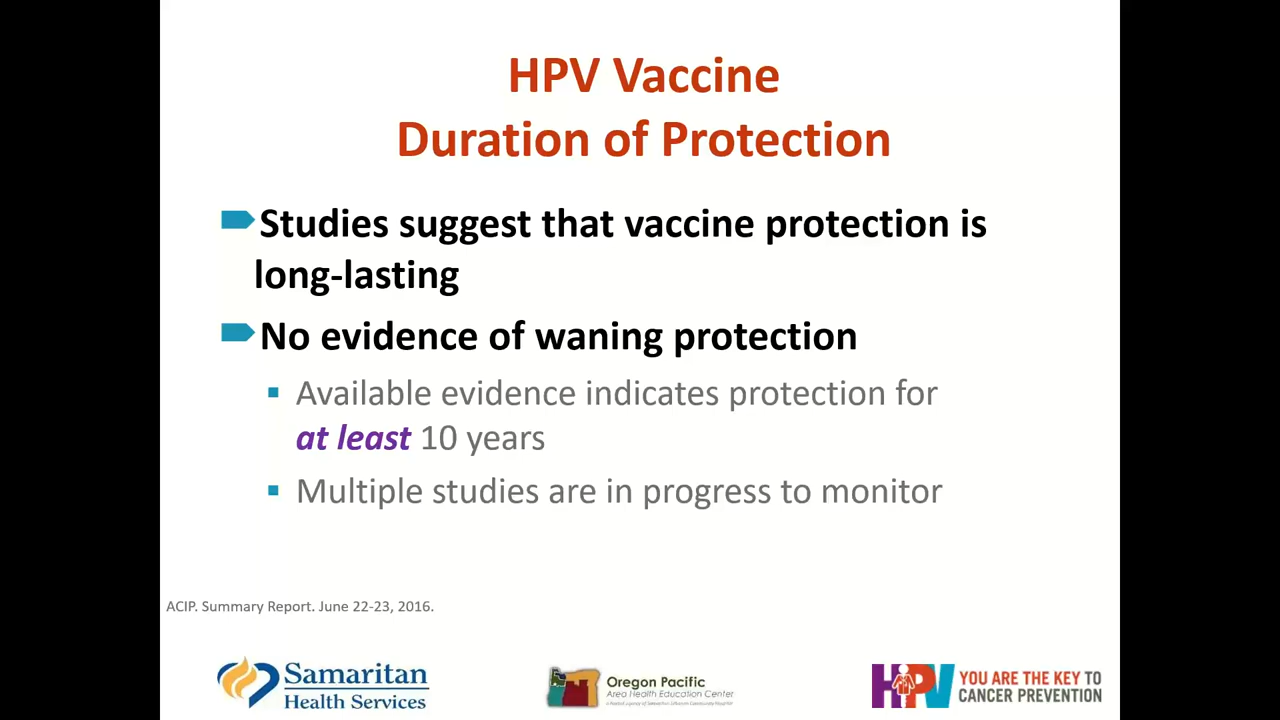 HPV Vaccine
Duration of Protection
Studies suggest that vaccine protection is
long-lasting
No evidence of waning protection
Available evidence indicates protection for
at least 10 years
Multiple studies are in progress to monitor
ACIP. Summary Report. June 22-23, 2016.
Samaritan
Health Services
Oregon Pacific
Area Health Education Center
HPV
YOU ARE THE KEY TO
CANCER PREVENTION